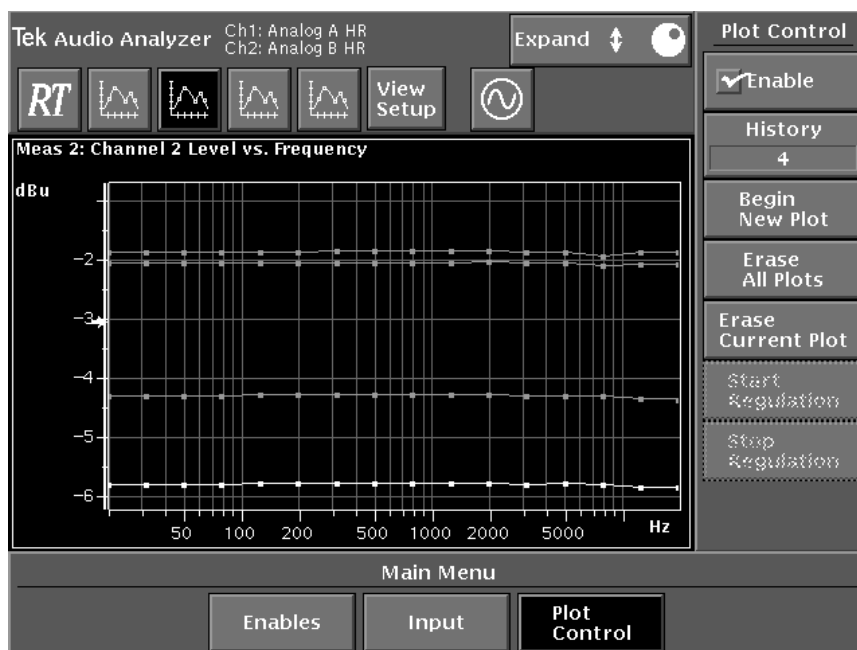 Tek Audio Analyzer
Ch1: Analog A HR
Ch2: Analog B HR
Expand
Plot Control
RT
View
Setup
Enable
History
4
Begin
New Plot
Erase
All Plots
Erase
Current Plot
Start
Regulation
Stop
Regulation
Meas 2: Channel 2 Level vs. Frequency
dBu
-2
-3
-4
-5
-6
50 100 200 500 1000 2000 5000 Hz
Main Menu
Enables
Input
Plot
Control